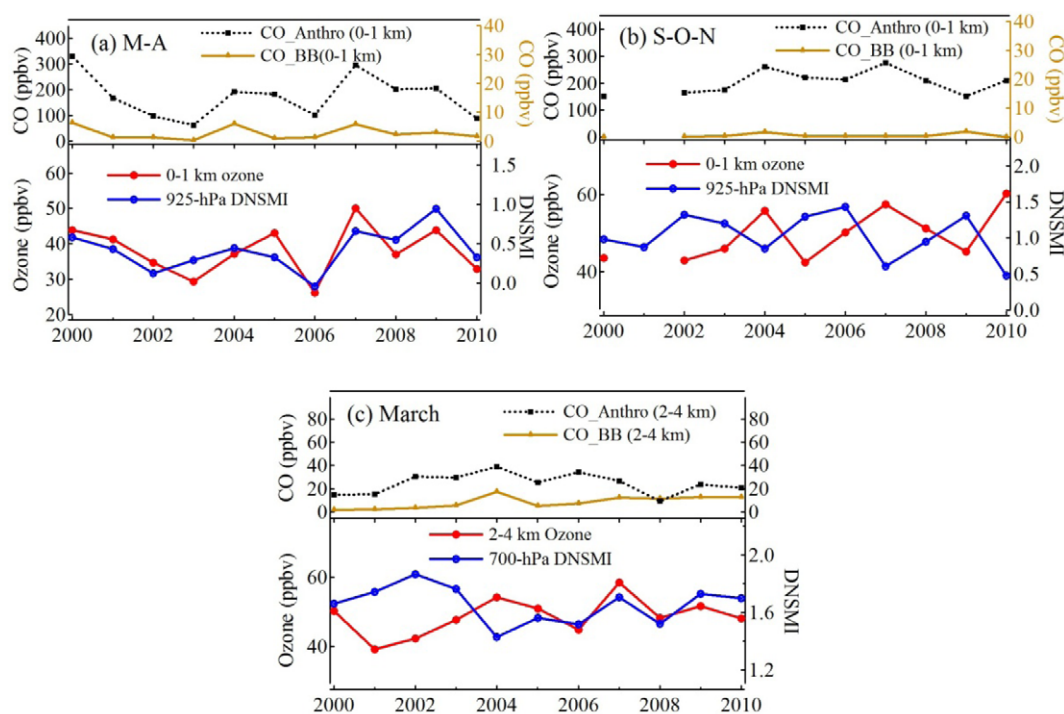 (a) M-A
CO_Anthro (0-1 km)
CO_BB(0-1 km)
CO (ppbv)
400
300
200
100
0
CO (ppbv)
40
30
20
10
0
0-1 km ozone
925-hPa DNSMI
Ozone (ppbv)
60
50
40
30
20
DNSMI
1.5
1.0
0.5
0.0
2000 2002 2004 2006 2008 2010
(b) S-O-N
CO_Anthro (0-1 km)
CO_BB (0-1 km)
CO (ppbv)
400
300
200
100
0
CO (ppbv)
40
30
20
10
0
0-1 km ozone
925-hPa DNSMI
Ozone (ppbv)
60
40
DNSMI
2.0
1.5
1.0
0.5
0.0
2000 2002 2004 2006 2008 2010
(c) March
CO_Anthro (2-4 km)
CO_BB (2-4 km)
CO (ppbv)
80
60
40
20
0
80
60
40
20
0
2-4 km Ozone
700-hPa DNSMI
Ozone (ppbv)
60
40
DNSMI
2.0
1.6
1.2
2000 2002 2004 2006 2008 2010